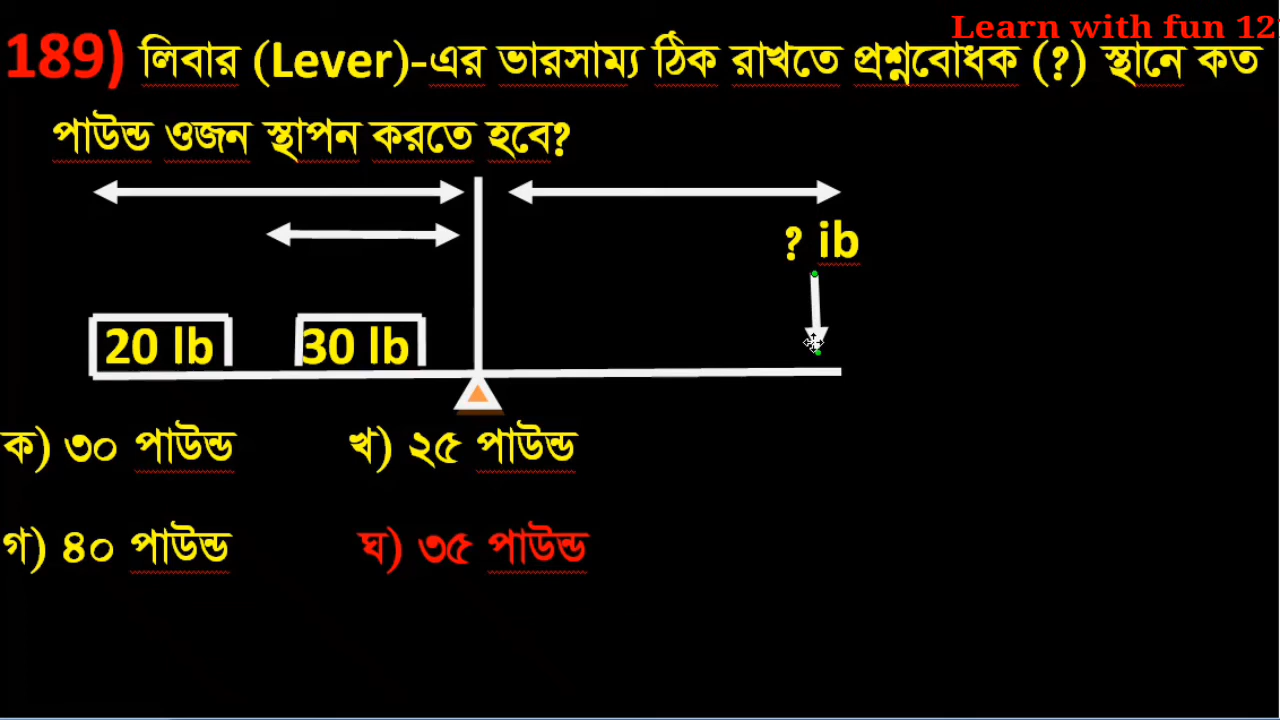 Learn with fun 12
189) লিবার (Lever)-এর ভারসাম্য ঠিক রাখতে প্রশ্নবোধক (?) স্থানে কত
পাউন্ড ওজন স্থাপন করতে হবে?
? ib
20 lb 30 lb
ক) ৩০ পাউন্ড খ) ২৫ পাউন্ড
গ) ৪০ পাউন্ড ঘ) ৩৫ পাউন্ড